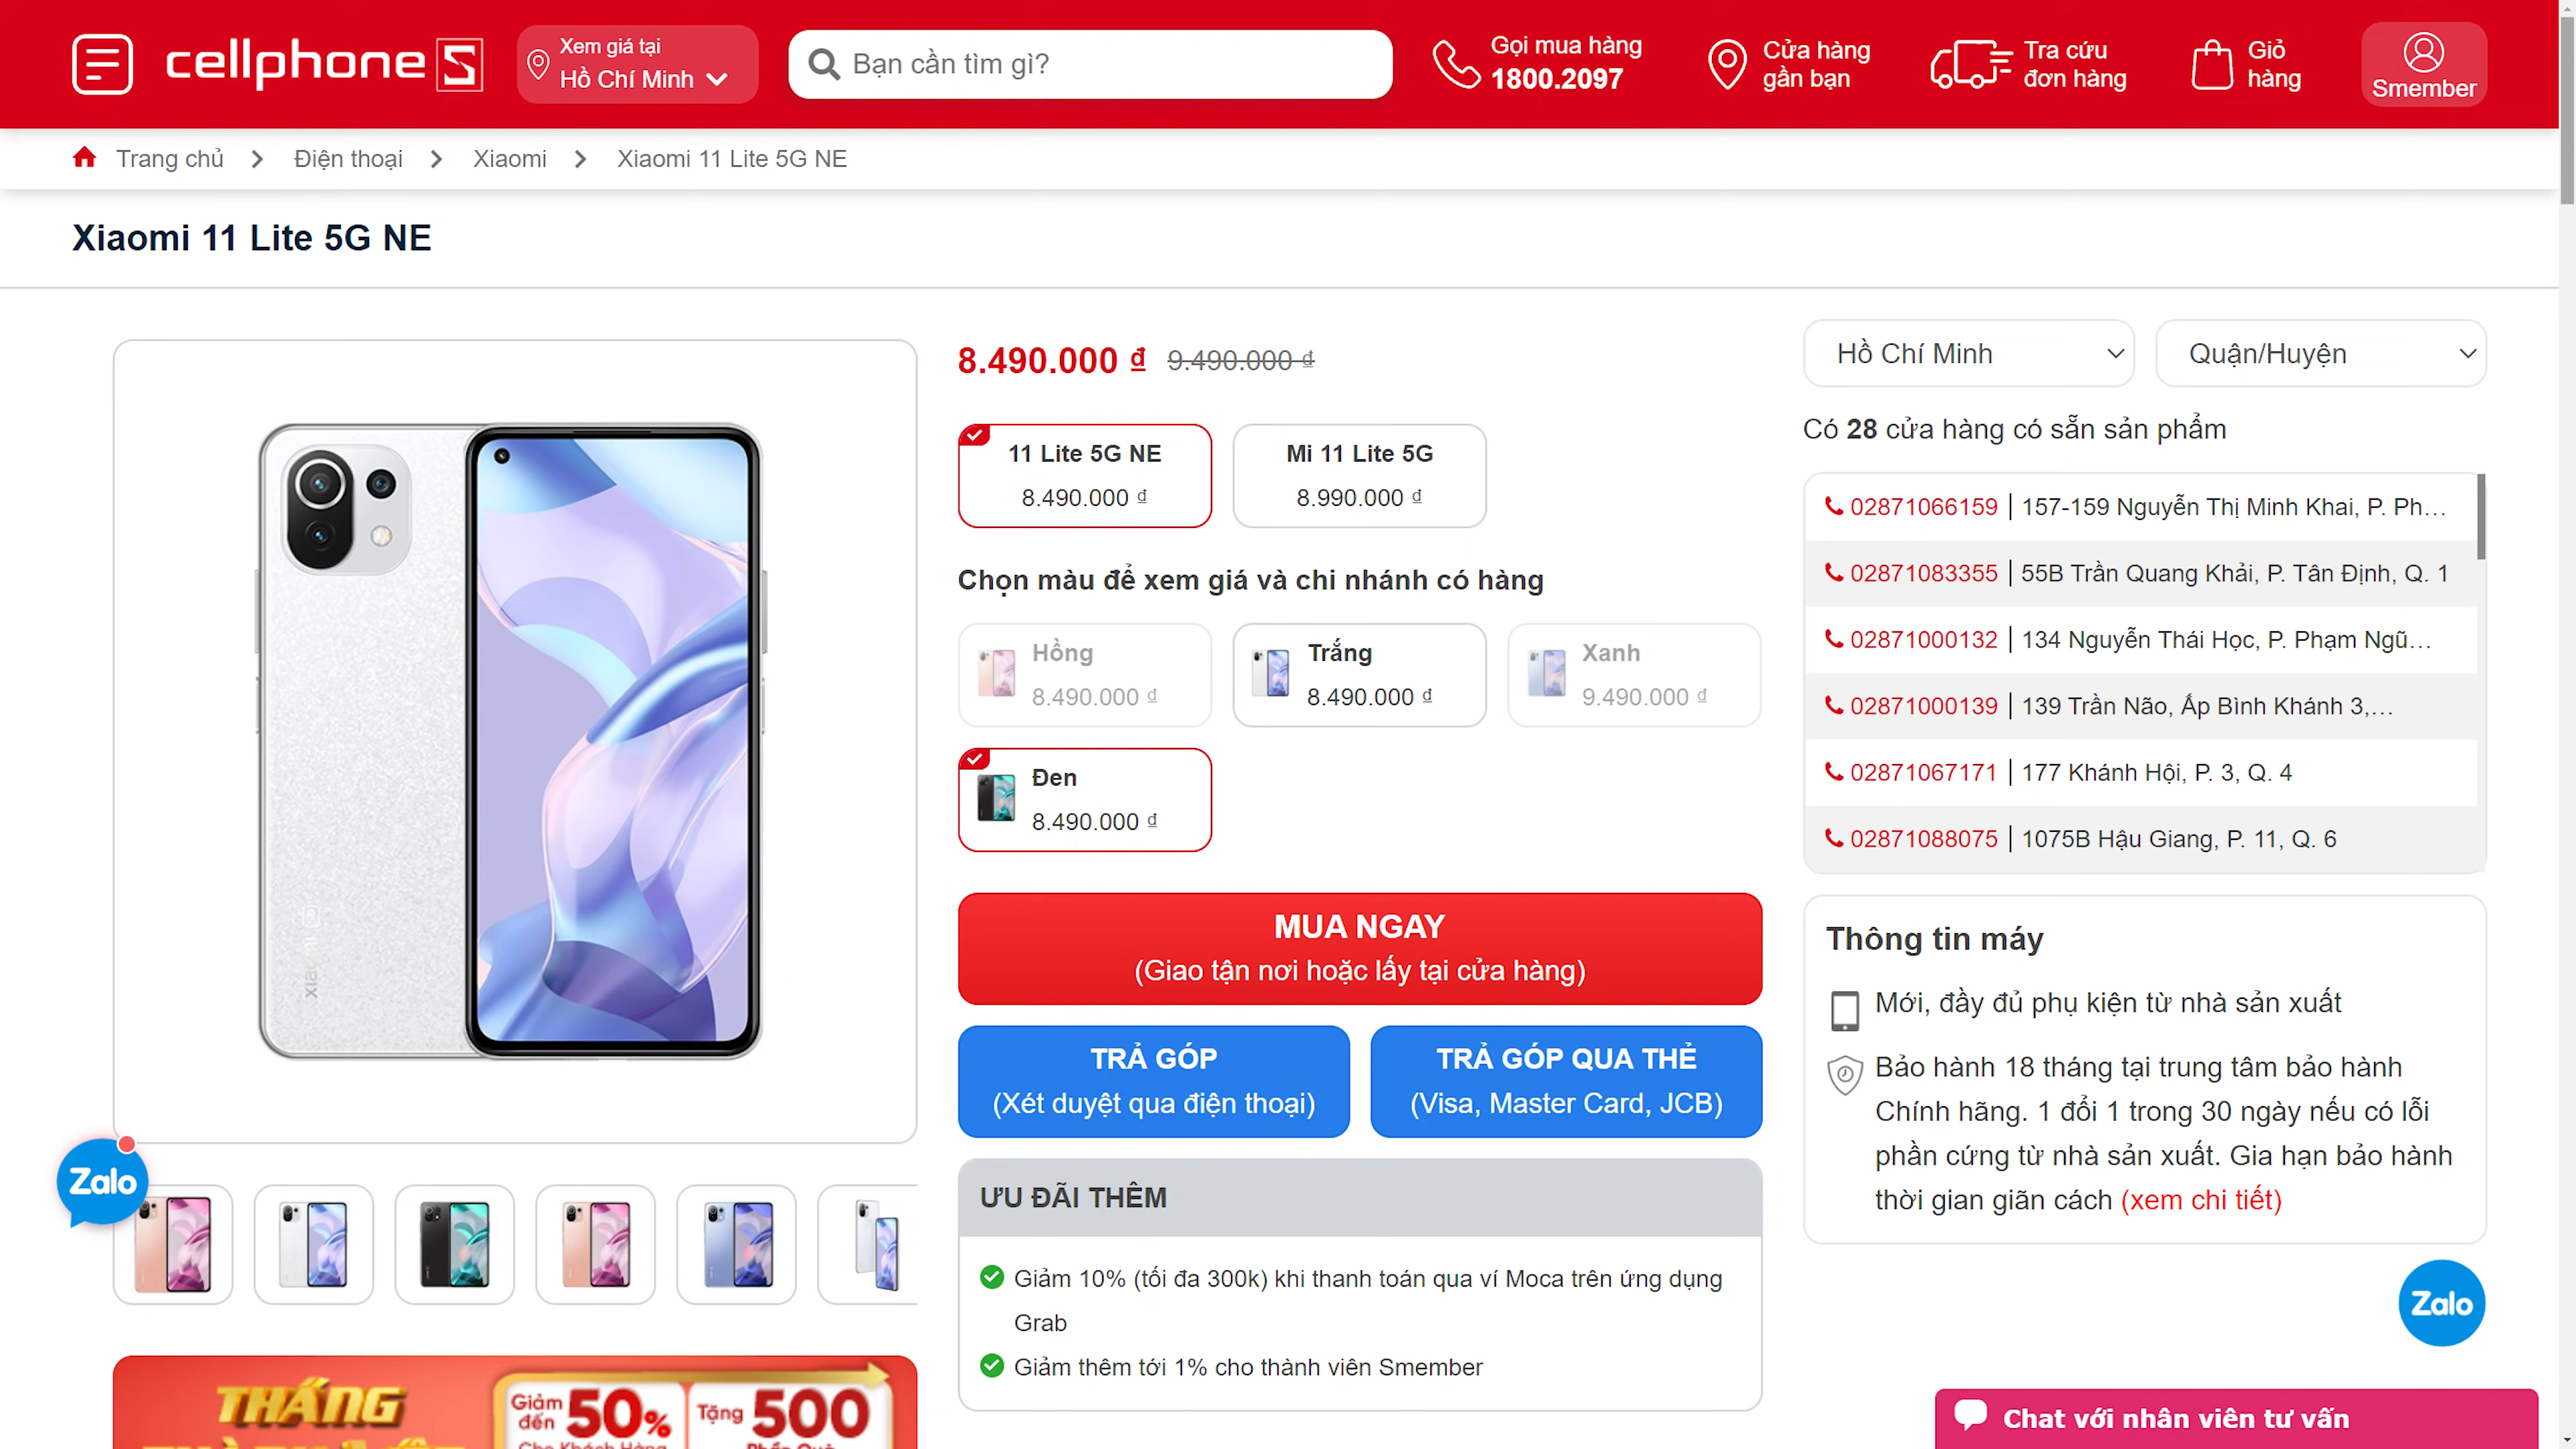 cellphoneS
Xem giá tại
Hồ Chí Minh
Bạn cần tìm gì?
Gọi mua hàng
1800.2097
Cửa hàng
gần bạn
Tra cứu
đơn hàng
Giỏ
hàng
Smember
Trang chủ
Điện thoại
Xiaomi
Xiaomi 11 Lite 5G NE
Xiaomi 11 Lite 5G NE
8.490.000 ₫ 9.490.000 ₫
11 Lite 5G NE
8.490.000 ₫
Mi 11 Lite 5G
8.990.000 ₫
Chọn màu để xem giá và chi nhánh có hàng
Hồng
8.490.000 ₫
Trắng
8.490.000 ₫
Xanh
9.490.000 ₫
Đen
8.490.000 ₫
MUA NGAY
(Giao tận nơi hoặc lấy tại cửa hàng)
TRẢ GÓP
(Xét duyệt qua điện thoại)
TRẢ GÓP QUA THẺ
(Visa, Master Card, JCB)
ƯU ĐÃI THÊM
Giảm 10% (tối đa 300k) khi thanh toán qua ví Moca trên ứng dụng
Grab
Giảm thêm tới 1% cho thành viên Smember
Hồ Chí Minh
Quận/Huyện
Có 28 cửa hàng có sẵn sản phẩm
02871066159 | 157-159 Nguyễn Thị Minh Khai, P. Ph...
02871083355 | 55B Trần Quang Khải, P. Tân Định, Q. 1
02871000132 | 134 Nguyễn Thái Học, P. Phạm Ngũ...
02871000139 | 139 Trần Não, Ấp Bình Khánh 3,...
02871067171 | 177 Khánh Hội, P. 3, Q. 4
02871088075 | 1075B Hậu Giang, P. 11, Q. 6
Thông tin máy
Mới, đầy đủ phụ kiện từ nhà sản xuất
Bảo hành 18 tháng tại trung tâm bảo hành
Chính hãng. 1 đổi 1 trong 30 ngày nếu có lỗi
phần cứng từ nhà sản xuất. Gia hạn bảo hành
thời gian giãn cách (xem chi tiết)
Zalo
Zalo
THÁNG
Giảm
đến 50%
Tặng 500
Chat với nhân viên tư vấn